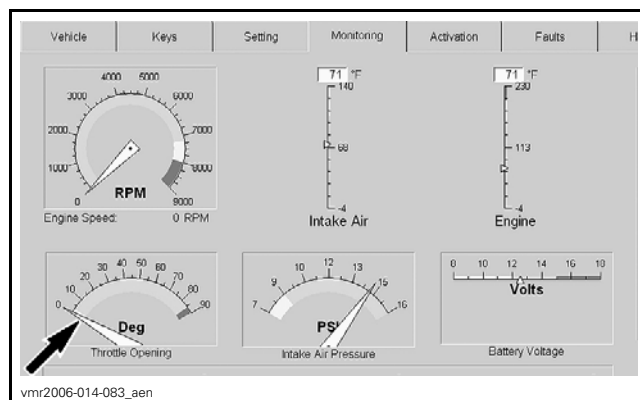 Vehicle Keys Setting Monitoring Activation Faults H
71 °F 71 °F
4000 5000 140 230
3000 6000
2000 7000 68 113
1000 8000
0 RPM 9000 -4 -4
Engine Speed: 0 RPM Intake Air Engine
30 40 50 60 10 12 13 8 10 12 14 16 18
20 70 9 15 Volts
10 80
0 90 7 16
Deg PSI
Throttle Opening Intake Air Pressure Battery Voltage
vmr2006-014-083_aen